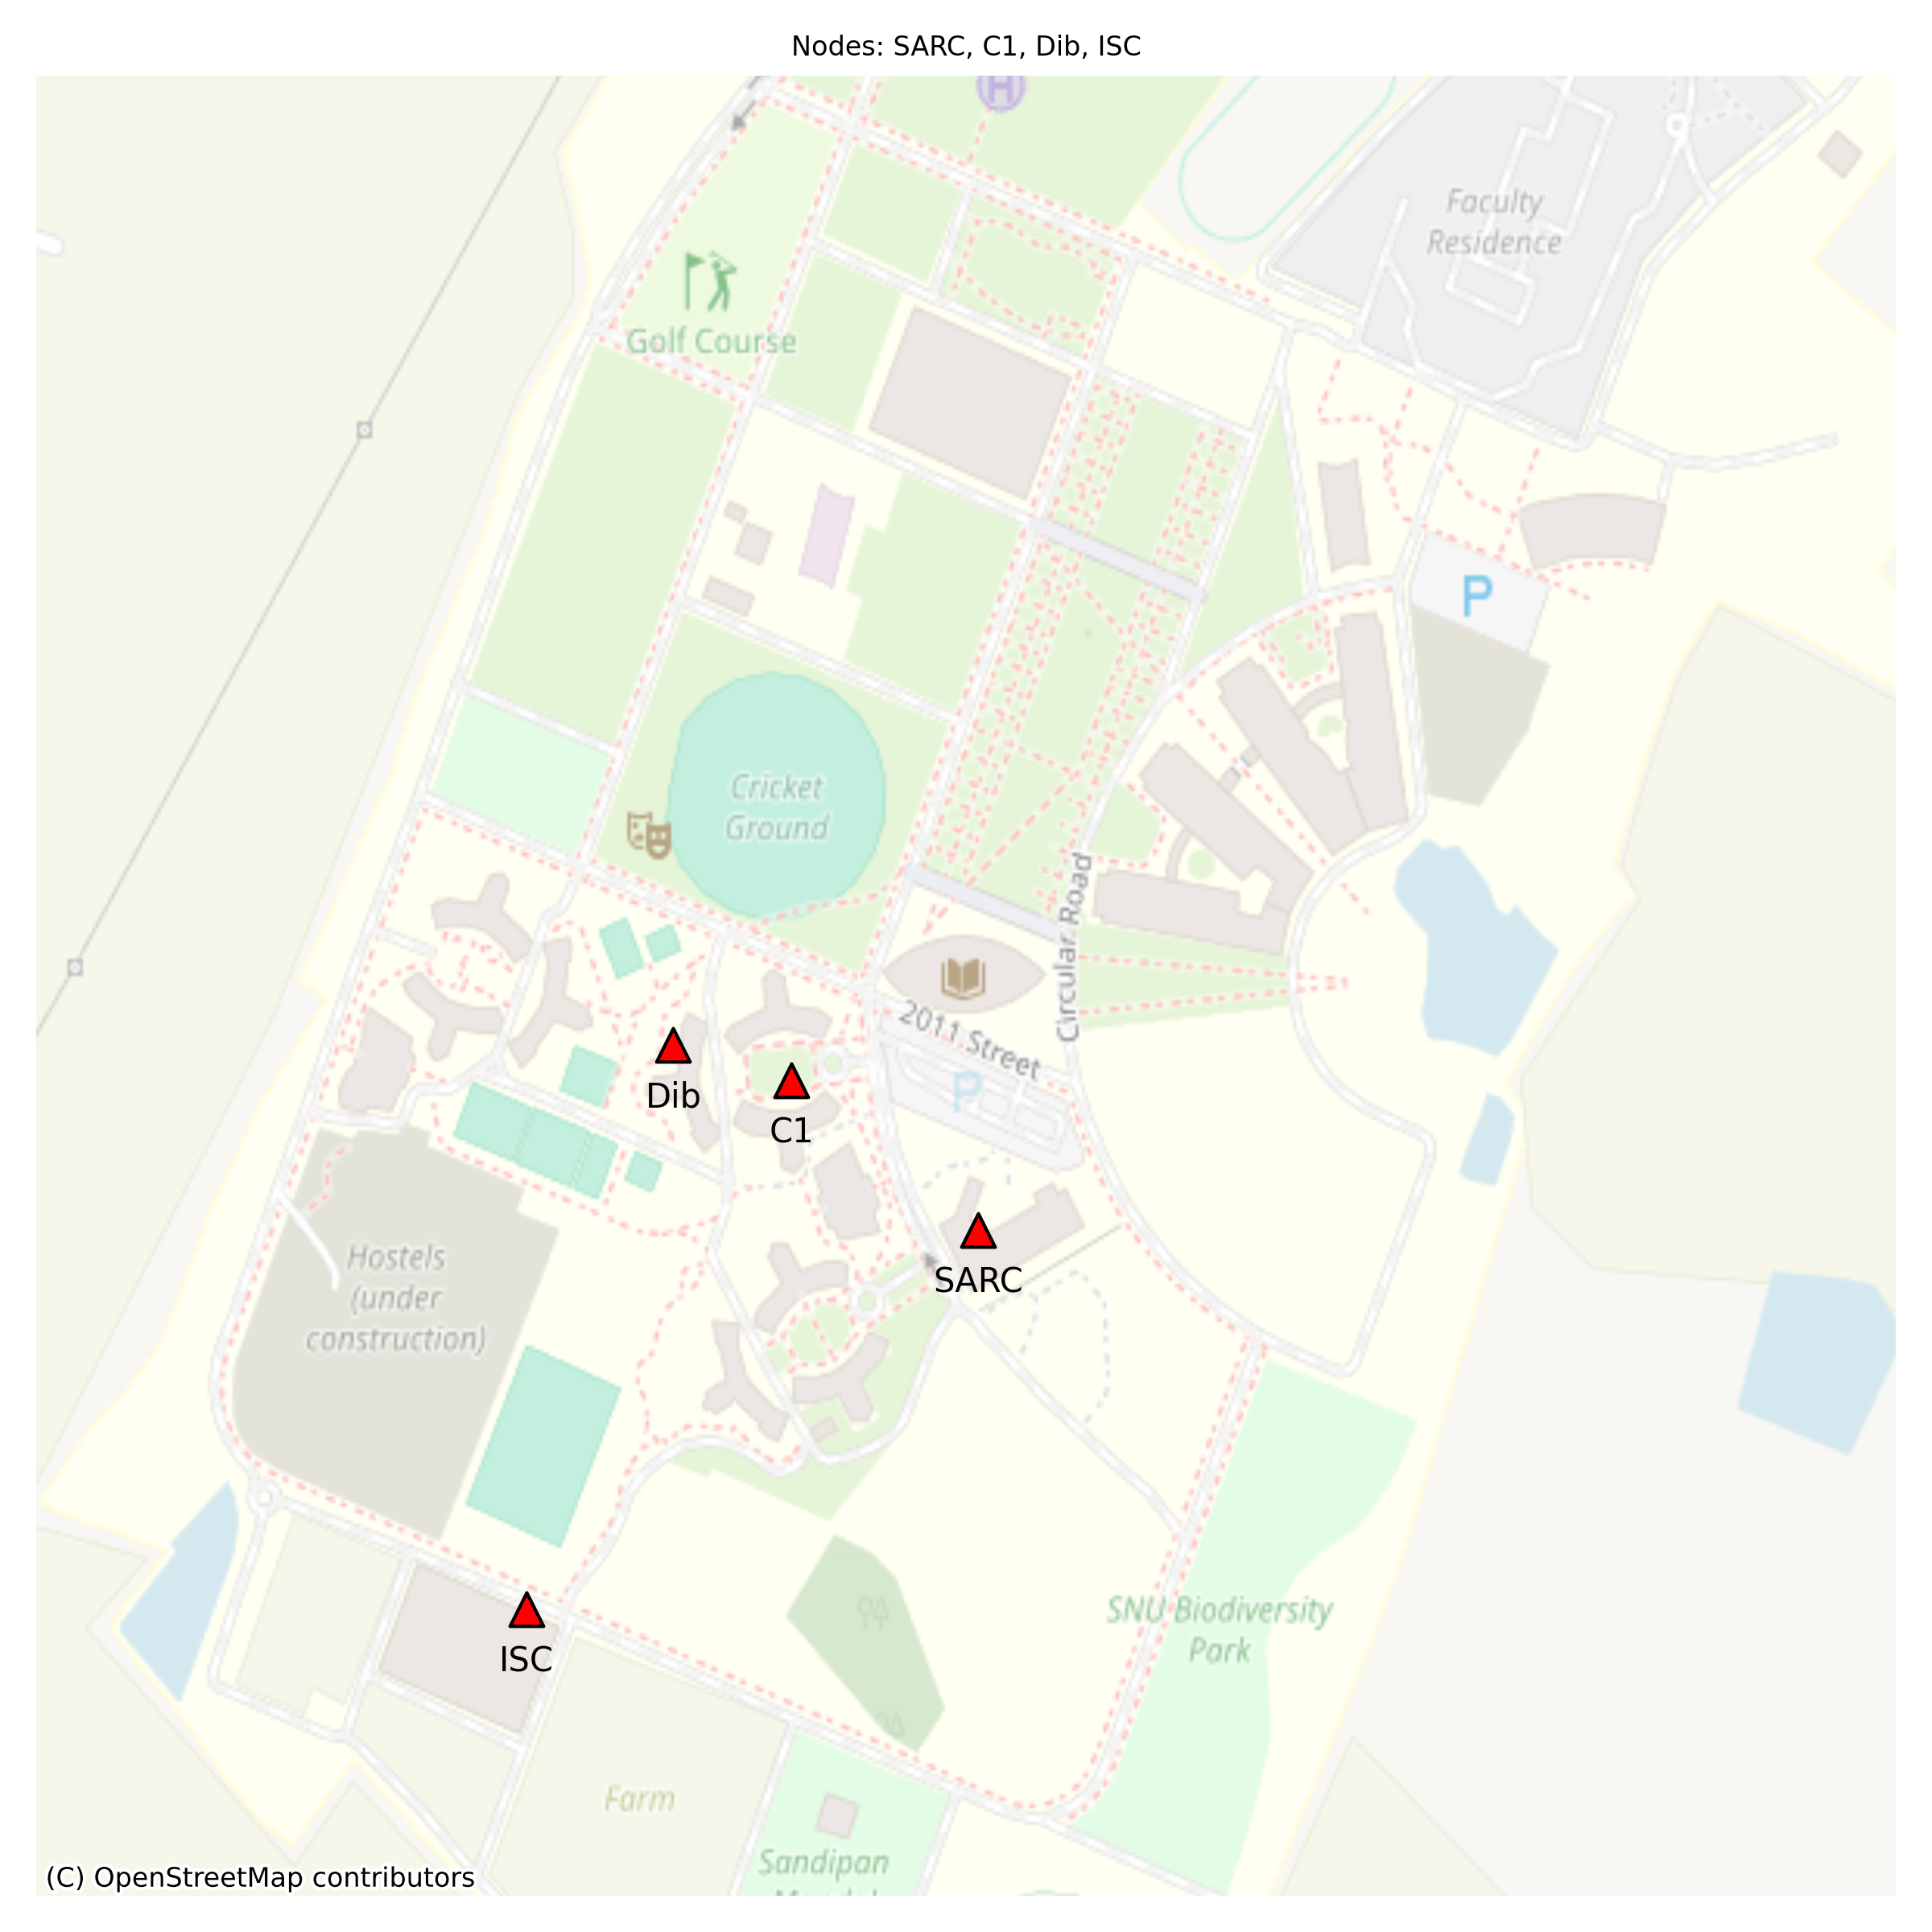 Nodes: SARC, C1, Dib, ISC
H
Faculty
Residence
Golf Course
P
Cricket
Ground
Circular Road
2011 Street
P
Dib
C1
SARC
Hostels
(under
construction)
SNU Biodiversity
Park
ISC
Farm
Sandipan
(C) OpenStreetMap contributors